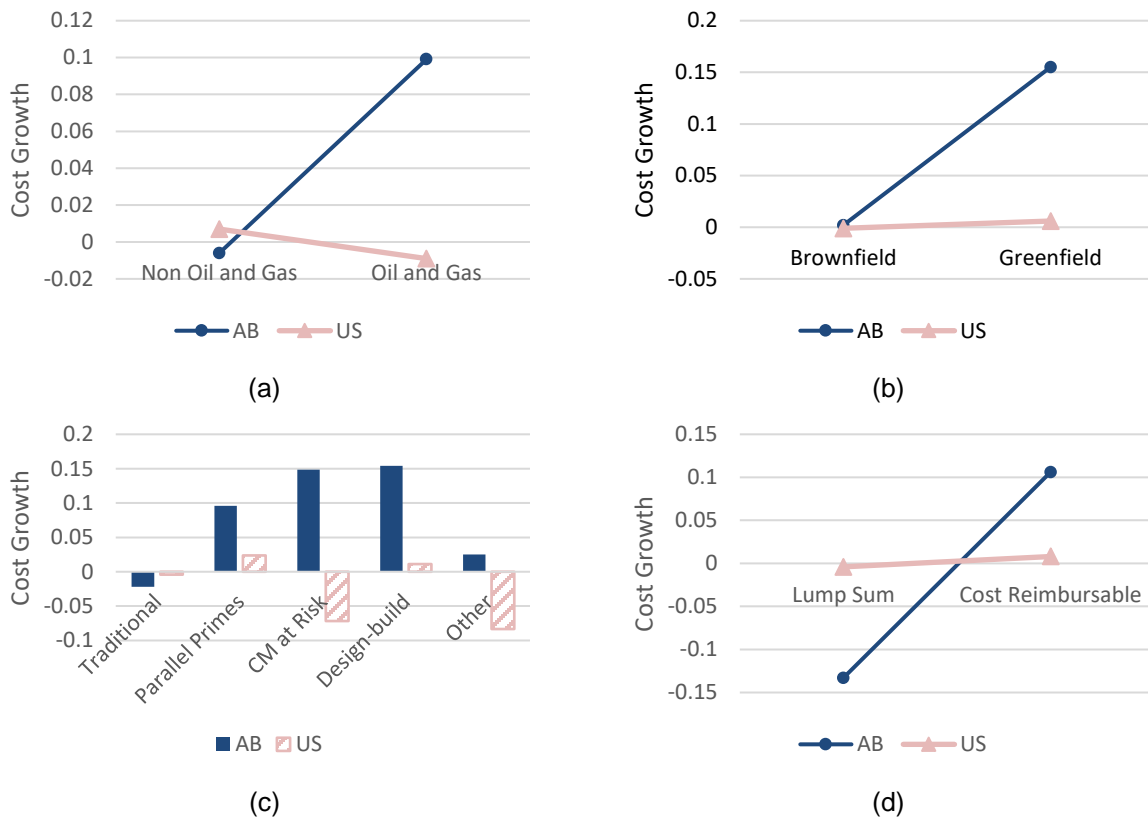 0.12
0.1
0.08
0.06
0.04
0.02
0
-0.02
Cost Growth
Non Oil and Gas
Oil and Gas
AB
US
(a)
0.2
0.15
0.1
0.05
0
-0.05
Cost Growth
Brownfield
Greenfield
AB
US
(b)
0.2
0.15
0.1
0.05
0
-0.05
-0.1
Cost Growth
Traditional
Parallel Primes
CM at Risk
Design-build
Other
AB
US
(c)
0.15
0.1
0.05
0
-0.05
-0.1
-0.15
Cost Growth
Lump Sum
Cost Reimbursable
AB
US
(d)